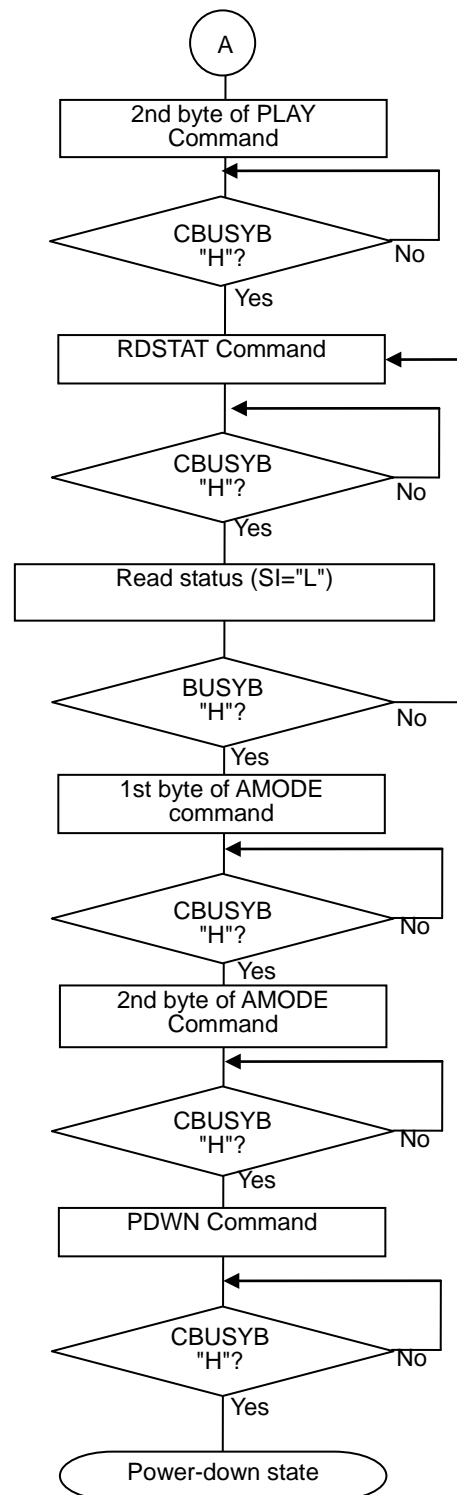 A
2nd byte of PLAY
Command
CBUSYB
"H"?
No
Yes
RDSTAT Command
CBUSYB
"H"?
No
Yes
Read status (SI="L")
BUSYB
"H"?
No
Yes
1st byte of AMODE
command
CBUSYB
"H"?
No
Yes
2nd byte of AMODE
Command
CBUSYB
"H"?
No
Yes
PDWN Command
CBUSYB
"H"?
No
Yes
Power-down state